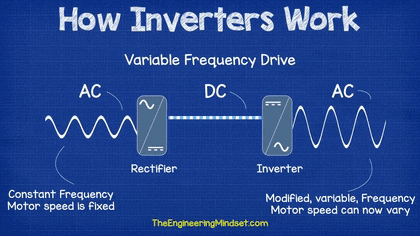 How Inverters Work
Variable Frequency Drive
AC
DC
AC
Rectifier
Inverter
Constant Frequency
Motor speed is fixed
Modified, variable, Frequency
Motor speed can now vary
TheEngineeringMindset.com